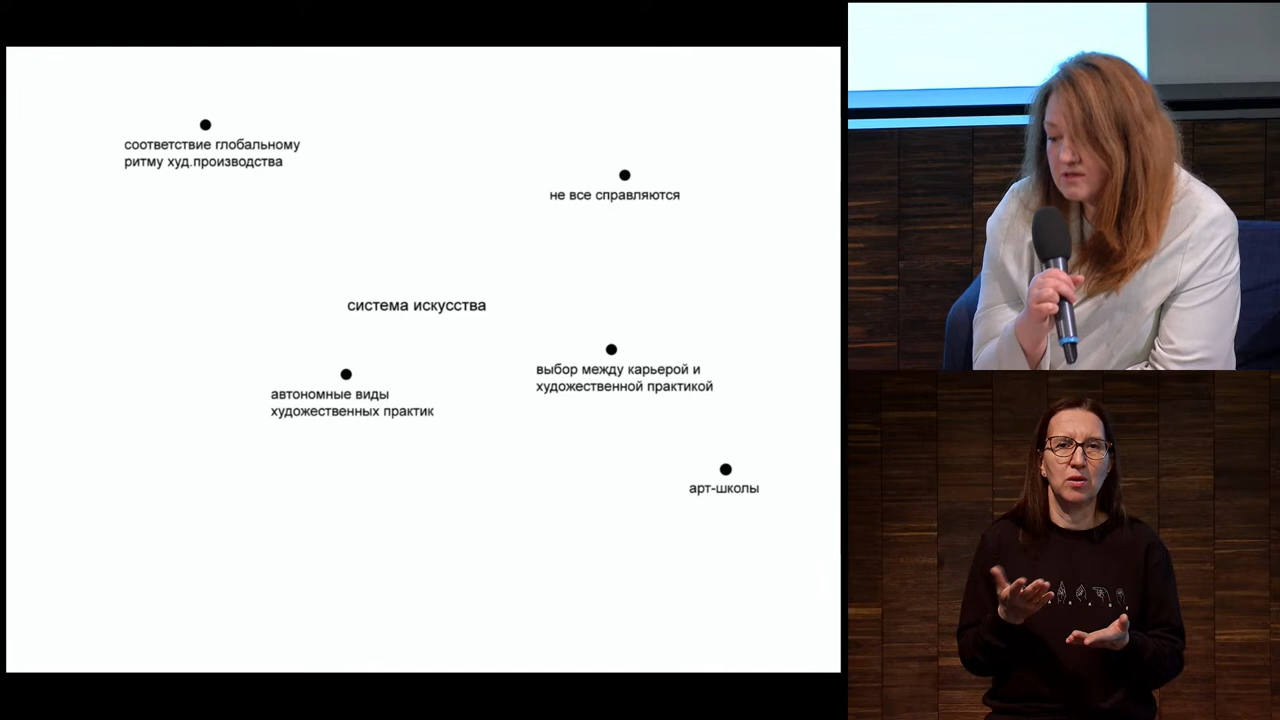 соответствие глобальному
ритму худ.производства
не все справляются
система искусства
выбор между карьерой и
художественной практикой
автономные виды
художественных практик
арт-школы